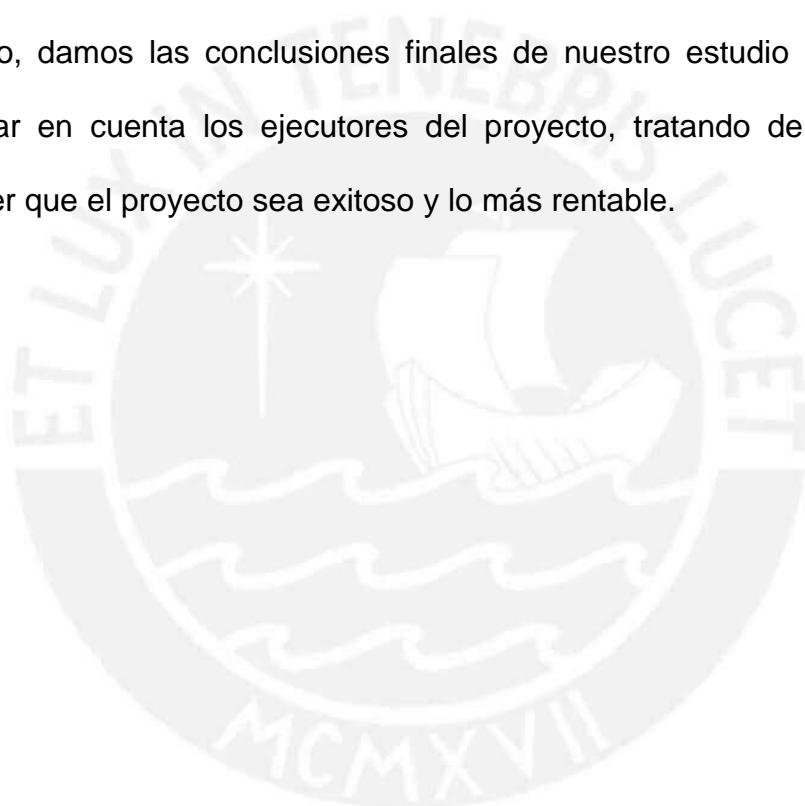 o, damos las conclusiones finales de nuestro estudio
ar en cuenta los ejecutores del proyecto, tratando de
er que el proyecto sea exitoso y lo más rentable.
ET LUX IN TENEBRIS LUCET
MCMXVII